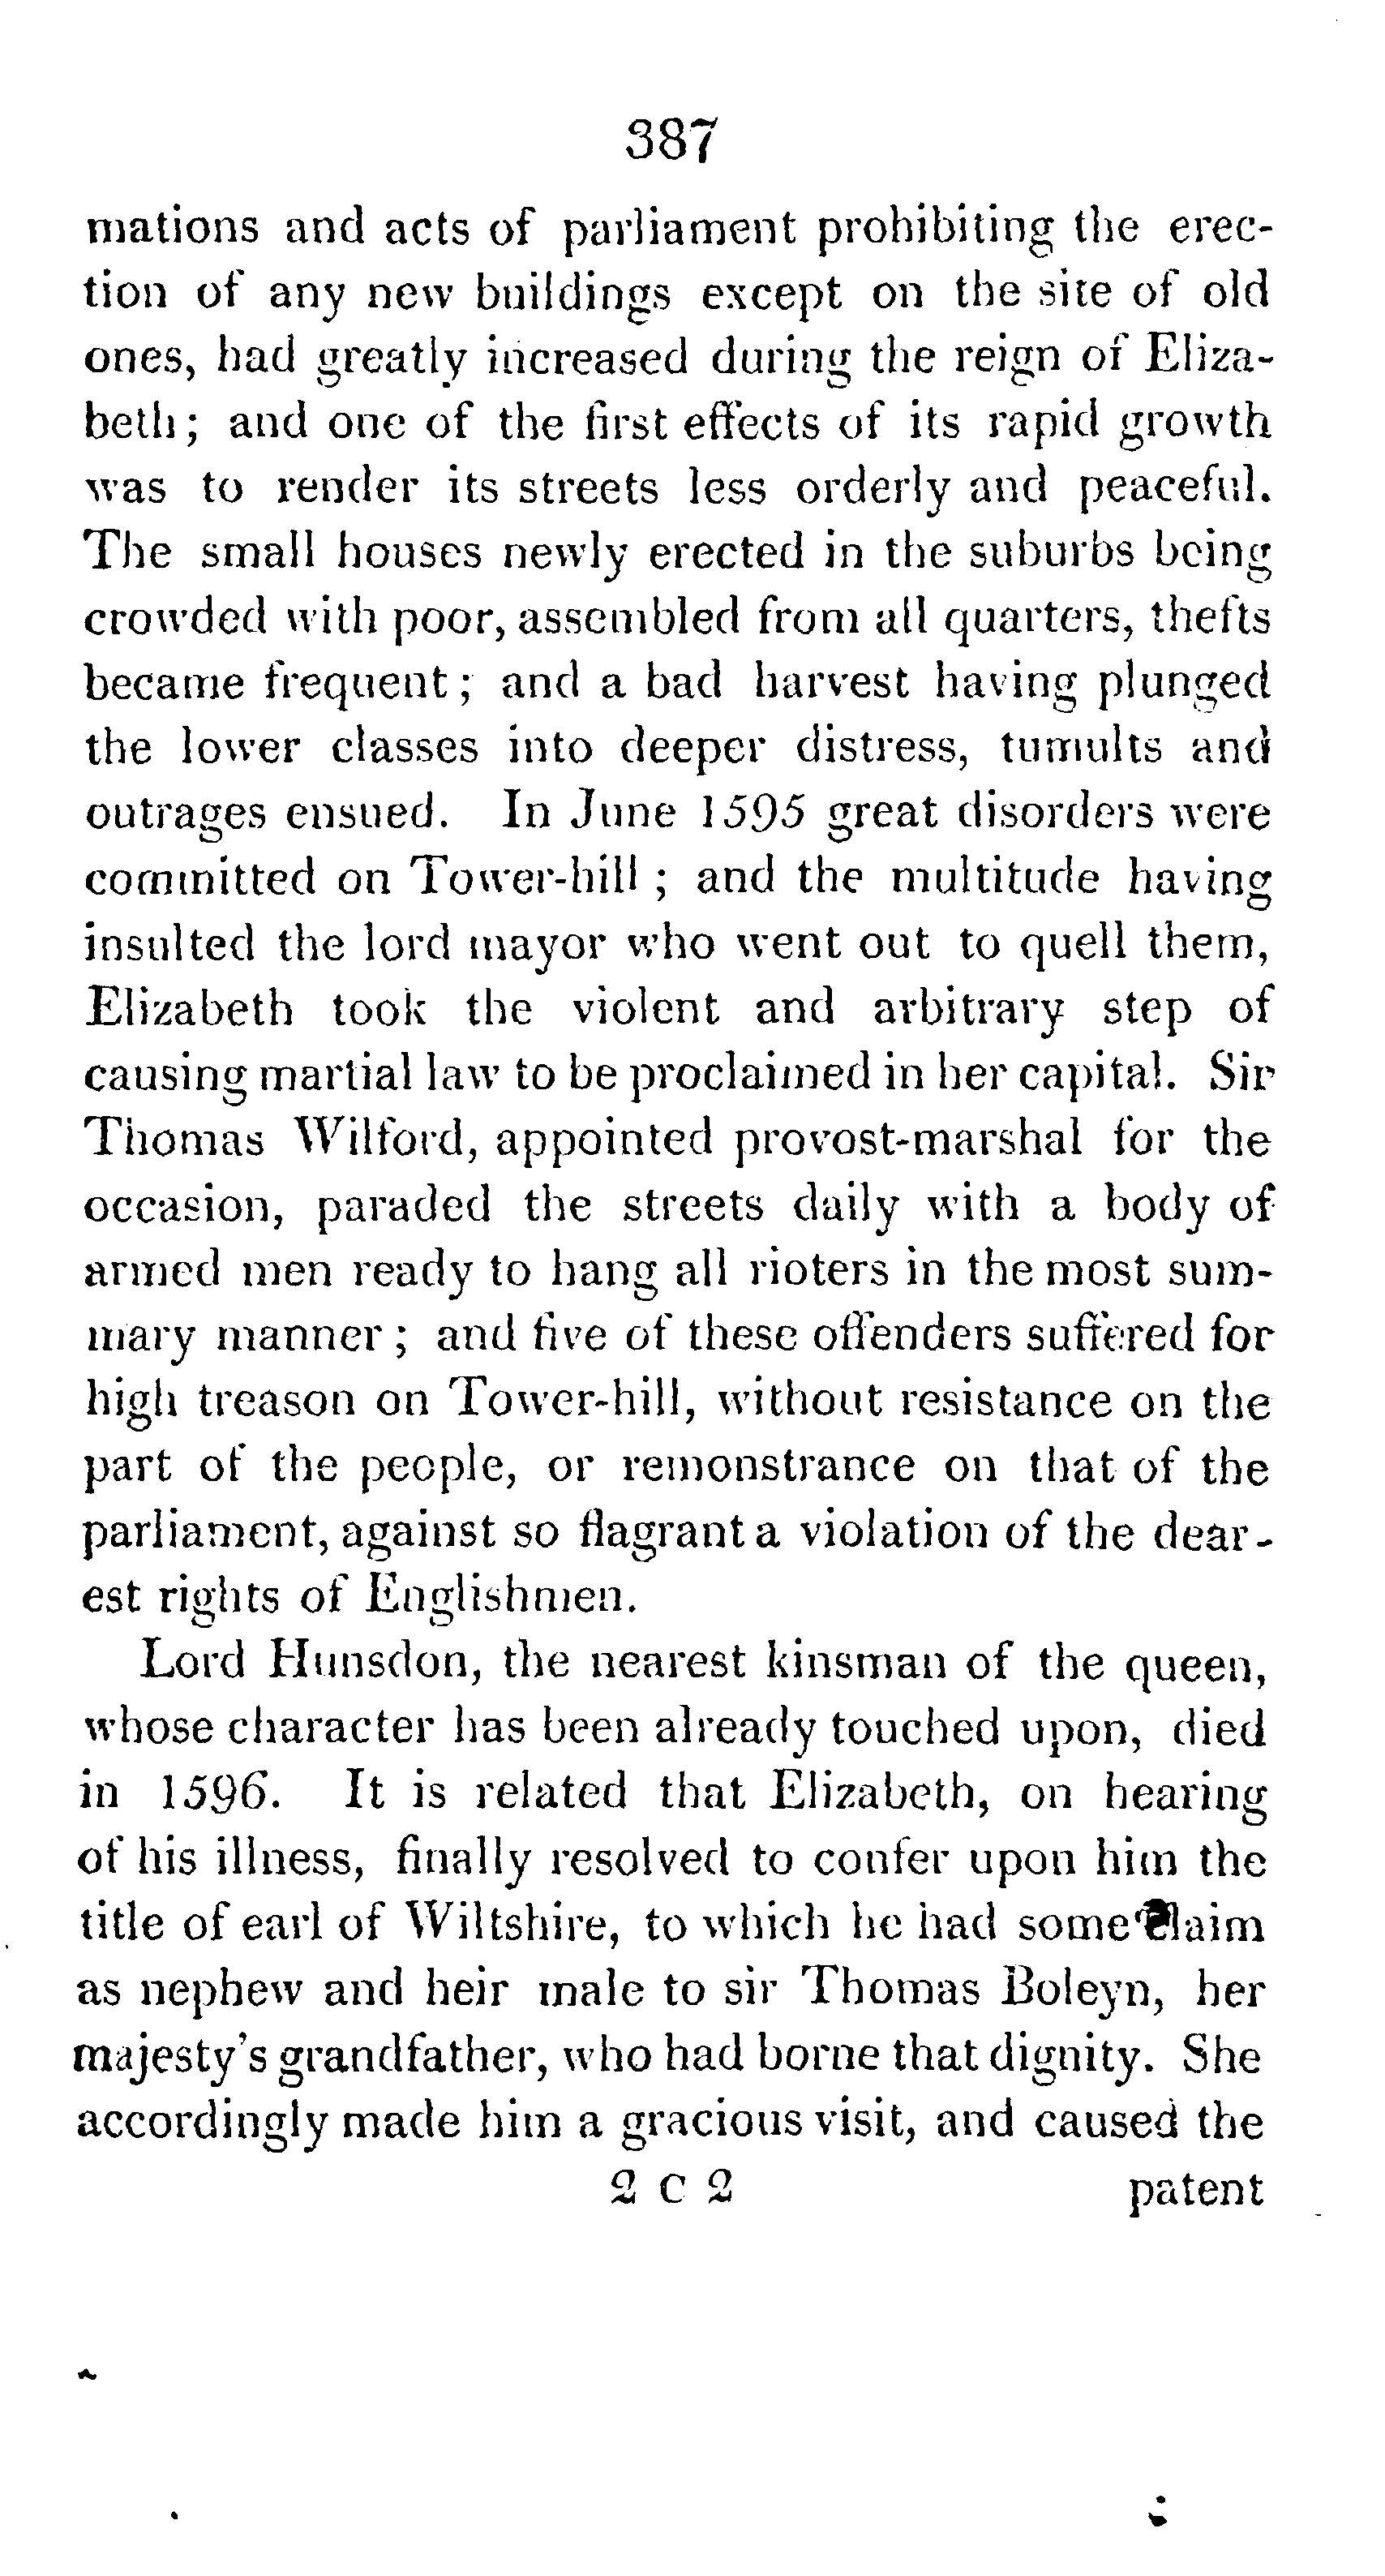 387
mations and acts of parliament prohibiting the erec-
tion of any new buildings except on the site of old
ones, had greatly increased during the reign of Eliza-
beth; and one of the first effects of its rapid growth
was to render its streets less orderly and peaceful.
The small houses newly erected in the suburbs being
crowded with poor, assembled from all quarters, thefts
became frequent; and a bad harvest having plunged
the lower classes into deeper distress, tumults and
outrages ensued. In June 1595 great disorders were
committed on Tower-hill; and the multitude having
insulted the lord mayor who went out to quell them,
Elizabeth took the violent and arbitrary step of
causing martial law to be proclaimed in her capital. Sir
Thomas Wilford, appointed provost-marshal for the
occasion, paraded the streets daily with a body of
armed men ready to hang all rioters in the most sum-
mary manner; and five of these offenders suffered for
high treason on Tower-hill, without resistance on the
part of the people, or remonstrance on that of the
parliament, against so flagrant a violation of the dear-
est rights of Englishmen.
Lord Hunsdon, the nearest kinsman of the queen,
whose character has been already touched upon, died
in 1596. It is related that Elizabeth, on hearing
of his illness, finally resolved to confer upon him the
title of earl of Wiltshire, to which he had some claim
as nephew and heir male to sir Thomas Boleyn, her
majesty's grandfather, who had borne that dignity. She
accordingly made him a gracious visit, and caused the
2 C 2 patent